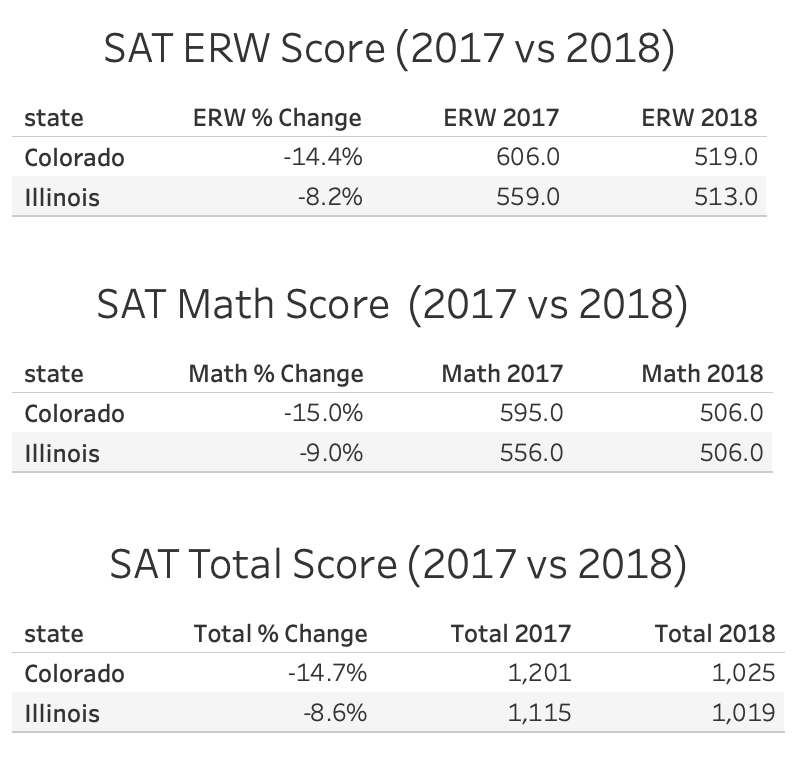 SAT ERW Score (2017 vs 2018)
state ERW % Change ERW 2017 ERW 2018
Colorado -14.4% 606.0 519.0
Illinois -8.2% 559.0 513.0
SAT Math Score (2017 vs 2018)
state Math % Change Math 2017 Math 2018
Colorado -15.0% 595.0 506.0
Illinois -9.0% 556.0 506.0
SAT Total Score (2017 vs 2018)
state Total % Change Total 2017 Total 2018
Colorado -14.7% 1,201 1,025
Illinois -8.6% 1,115 1,019